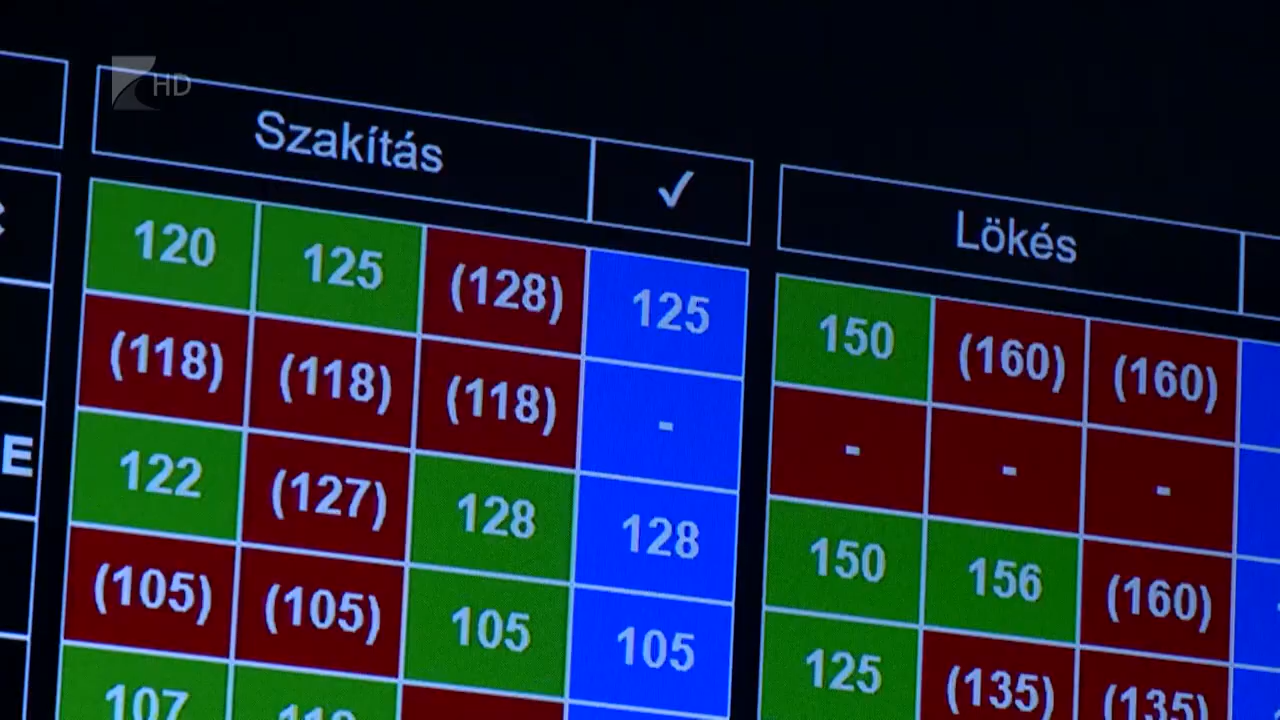 HD
Szakítás ✓ Lökés
120 125 (128) 125 150 (160) (160)
(118) (118) (118) - - - -
E 122 (127) 128 128 150 156 (160)
(105) (105) 105 105 125 (135) (135)
107